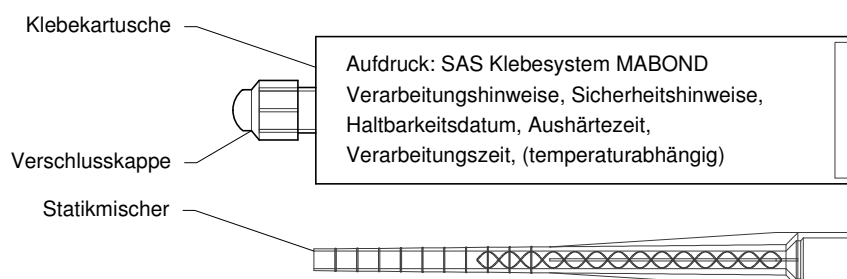 Klebekartusche
Aufdruck: SAS Klebesystem MABOND
Verarbeitungshinweise, Sicherheitshinweise,
Haltbarkeitsdatum, Aushärtezeit,
Verarbeitungszeit, (temperaturabhängig)
Verschlusskappe
Statikmischer